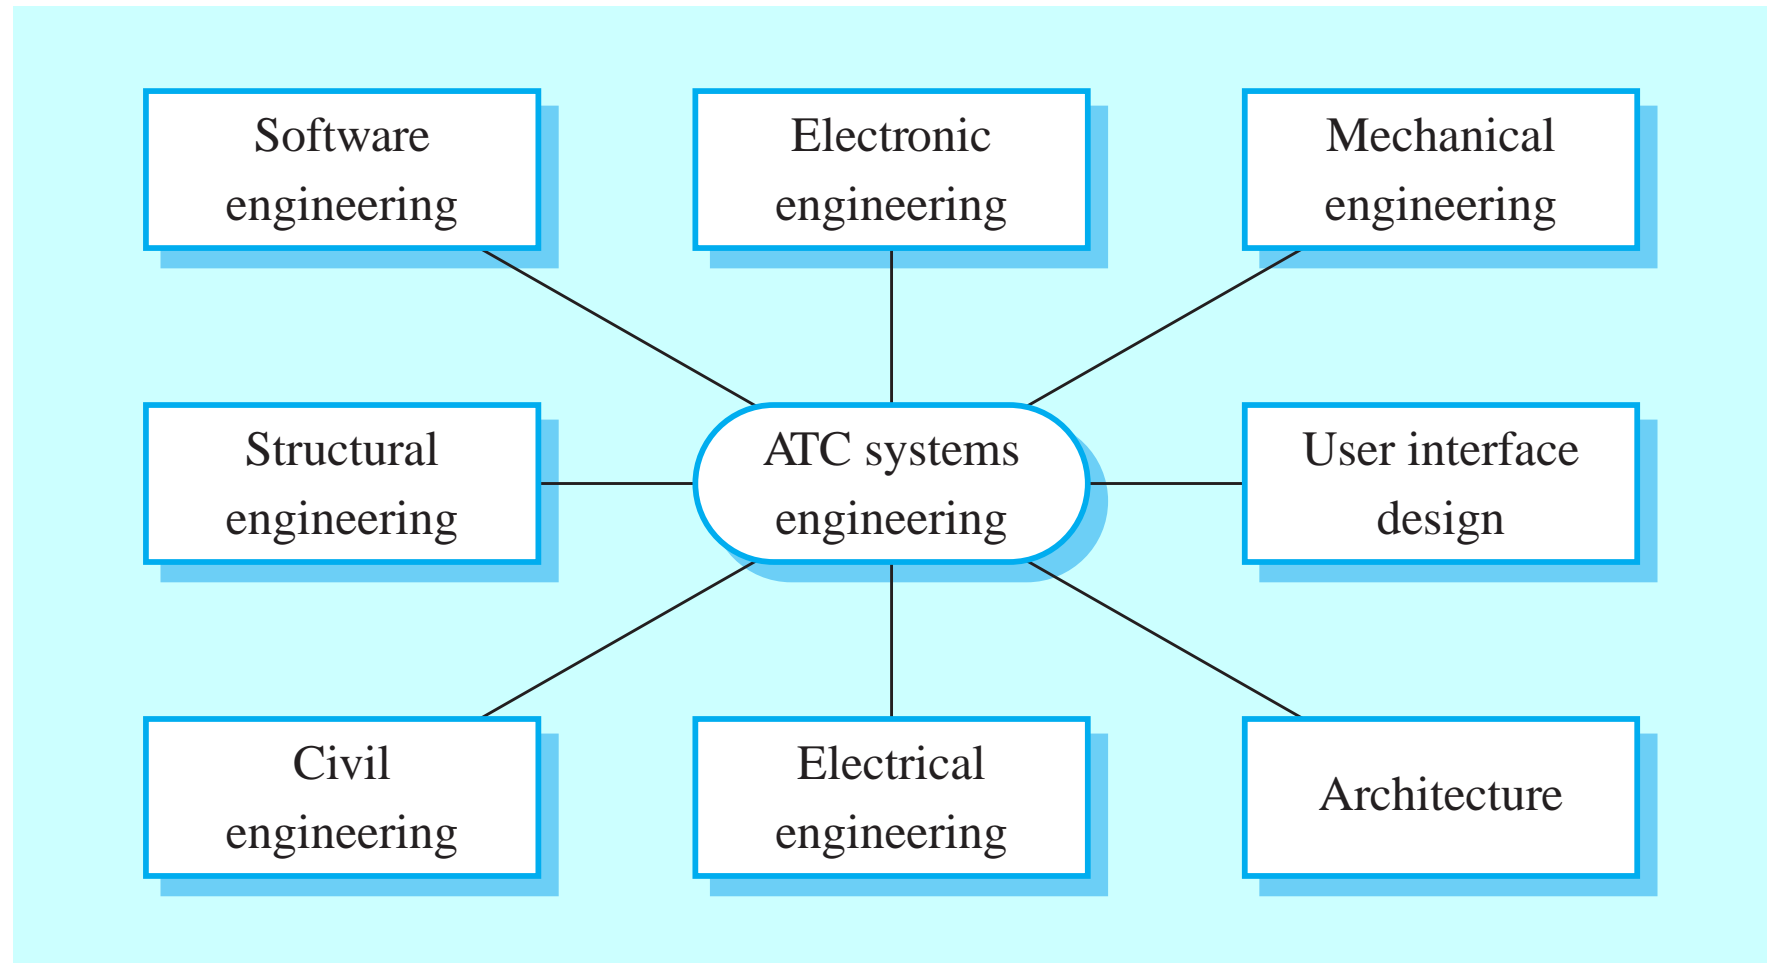 Software
engineering
Electronic
engineering
Mechanical
engineering
Structural
engineering
ATC systems
engineering
User interface
design
Civil
engineering
Electrical
engineering
Architecture